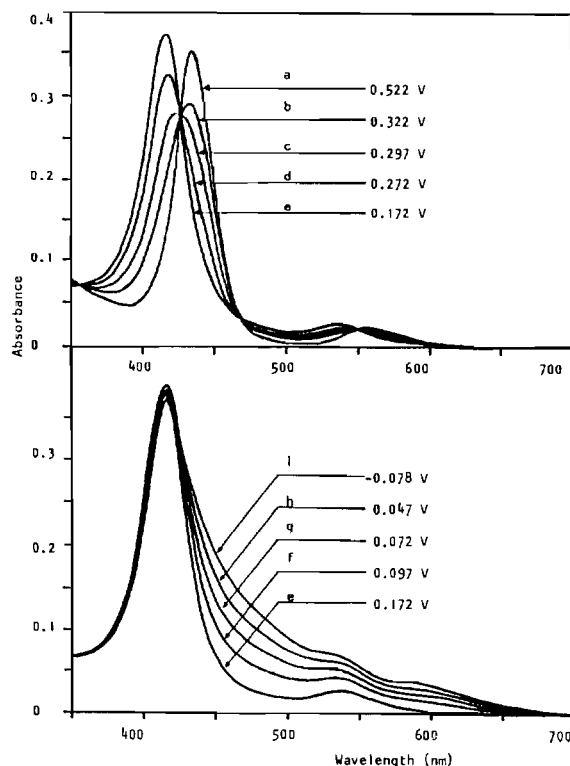 0.4
0.3
0.2
0.1
0
Absorbance
a
0.522 V
b
0.322 V
c
0.297 V
d
0.272 V
e
0.172 V
400
500
600
700
0.3
0.2
0.1
0
i
-0.078 V
h
0.047 V
g
0.072 V
f
0.097 V
e
0.172 V
400
500
600
700
Wavelength (nm)